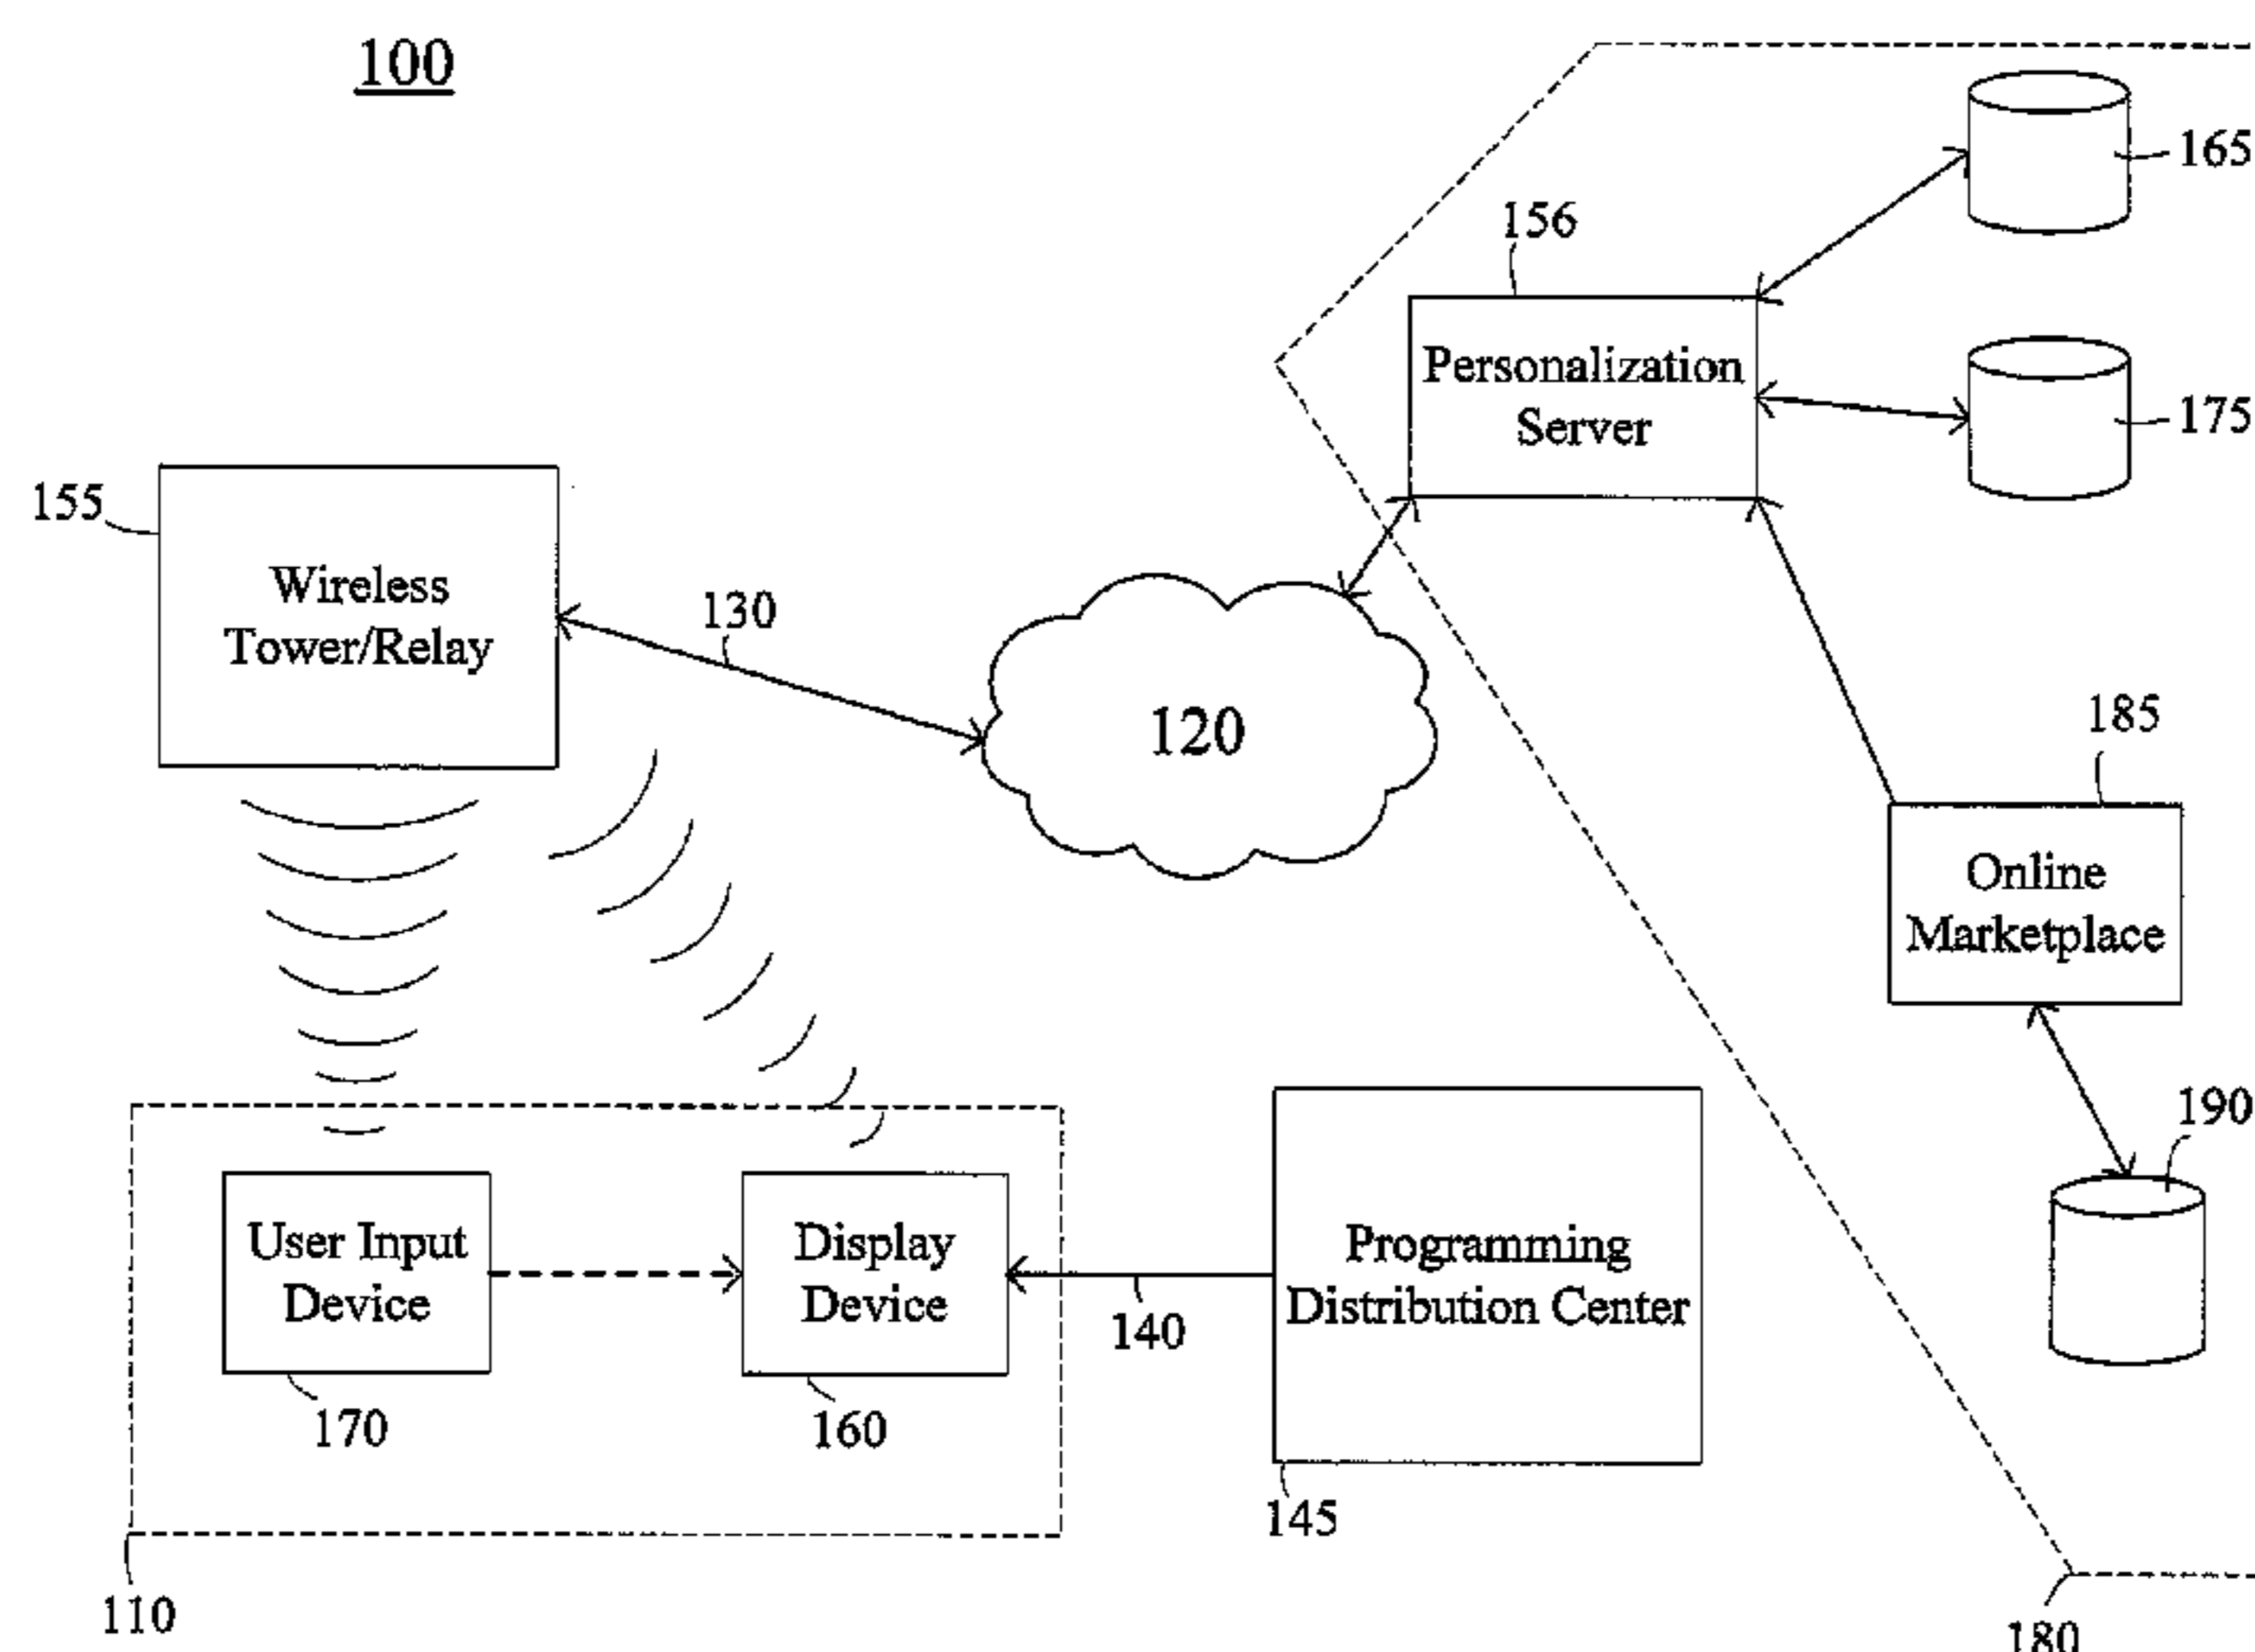 100
165
156
Personalization
Server
175
155
Wireless
Tower/Relay
130
120
185
Online
Marketplace
190
User Input
Device
Display
Device
Programming
Distribution Center
140
170
160
145
110
180